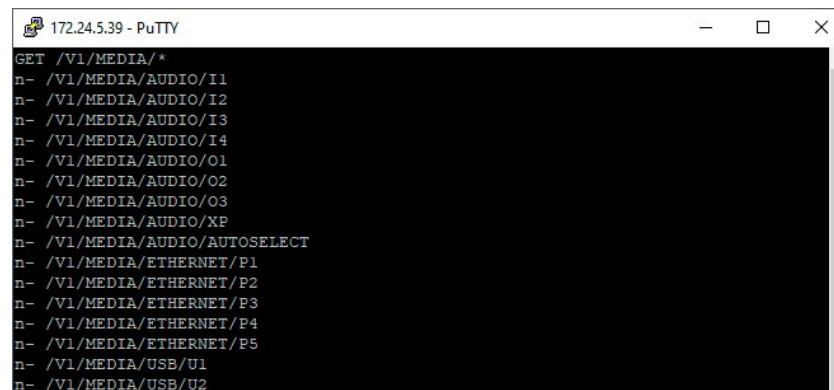 172.24.5.39 - PuTTY
GET /V1/MEDIA/*
n- /V1/MEDIA/AUDIO/I1
n- /V1/MEDIA/AUDIO/I2
n- /V1/MEDIA/AUDIO/I3
n- /V1/MEDIA/AUDIO/I4
n- /V1/MEDIA/AUDIO/O1
n- /V1/MEDIA/AUDIO/O2
n- /V1/MEDIA/AUDIO/O3
n- /V1/MEDIA/AUDIO/XP
n- /V1/MEDIA/AUDIO/AUTOSELECT
n- /V1/MEDIA/ETHERNET/P1
n- /V1/MEDIA/ETHERNET/P2
n- /V1/MEDIA/ETHERNET/P3
n- /V1/MEDIA/ETHERNET/P4
n- /V1/MEDIA/ETHERNET/P5
n- /V1/MEDIA/USB/U1
n- /V1/MEDIA/USB/U2